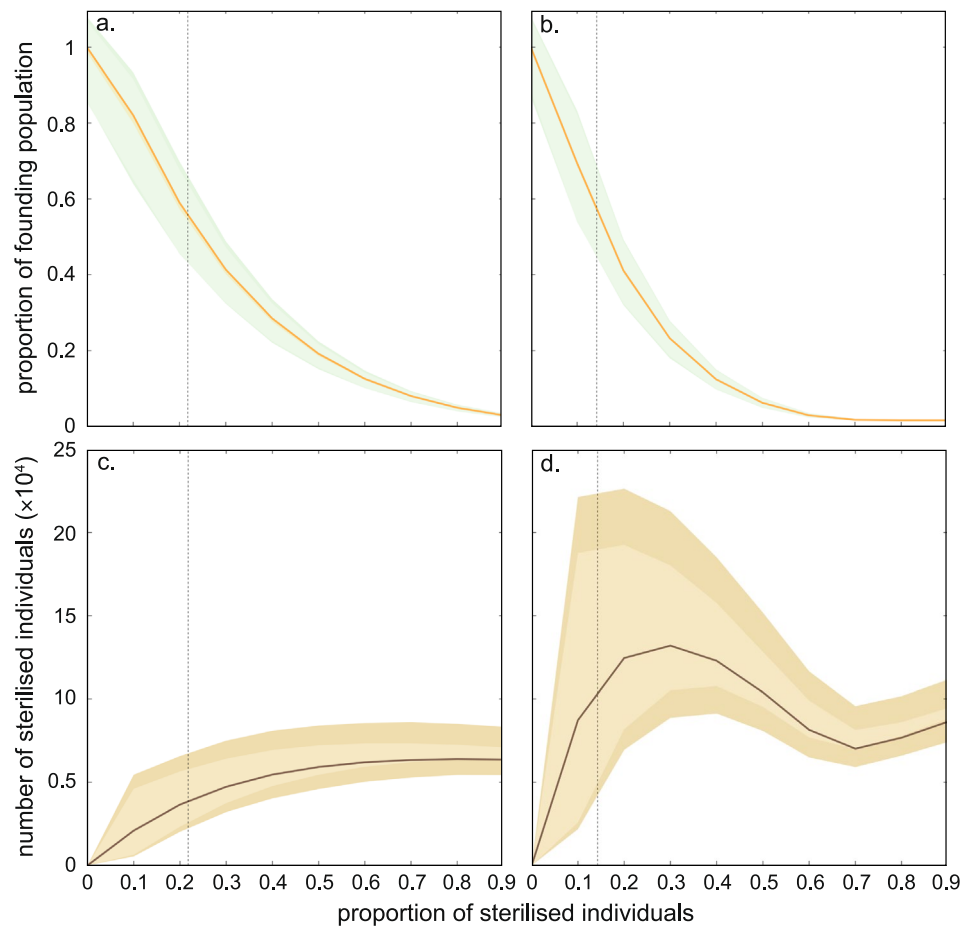 a.
b.
1
0.8
0.6
0.4
0.2
0
proportion of founding population
c.
d.
25
20
15
10
0.5
0
number of sterilised individuals (×10⁴)
0 0.1 0.2 0.3 0.4 0.5 0.6 0.7 0.8 0.9
0 0.1 0.2 0.3 0.4 0.5 0.6 0.7 0.8 0.9
proportion of sterilised individuals